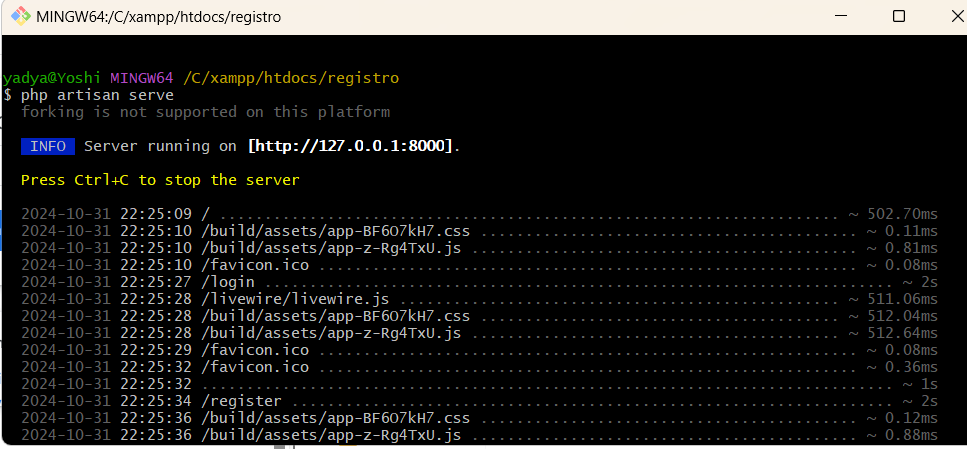 MINGW64:/C/xampp/htdocs/registro
yadya@Yoshi MINGW64 /C/xampp/htdocs/registro
$ php artisan serve
forking is not supported on this platform
INFO Server running on [http://127.0.0.1:8000].
Press Ctrl+C to stop the server
2024-10-31 22:25:09 / ..................................................................... ~ 502.70ms
2024-10-31 22:25:10 /build/assets/app-BF6O7kH7.css .......................................... ~ 0.11ms
2024-10-31 22:25:10 /build/assets/app-z-Rg4TxU.js ........................................... ~ 0.81ms
2024-10-31 22:25:10 /favicon.ico ............................................................ ~ 0.08ms
2024-10-31 22:25:27 /login ...................................................................... ~ 2s
2024-10-31 22:25:28 /livewire/livewire.js ................................................. ~ 511.06ms
2024-10-31 22:25:28 /build/assets/app-BF6O7kH7.css ........................................ ~ 512.04ms
2024-10-31 22:25:28 /build/assets/app-z-Rg4TxU.js ......................................... ~ 512.64ms
2024-10-31 22:25:29 /favicon.ico ............................................................ ~ 0.08ms
2024-10-31 22:25:32 /favicon.ico ............................................................ ~ 0.36ms
2024-10-31 22:25:32 ............................................................................. ~ 1s
2024-10-31 22:25:34 /register ................................................................... ~ 2s
2024-10-31 22:25:36 /build/assets/app-BF6O7kH7.css .......................................... ~ 0.12ms
2024-10-31 22:25:36 /build/assets/app-z-Rg4TxU.js ........................................... ~ 0.88ms